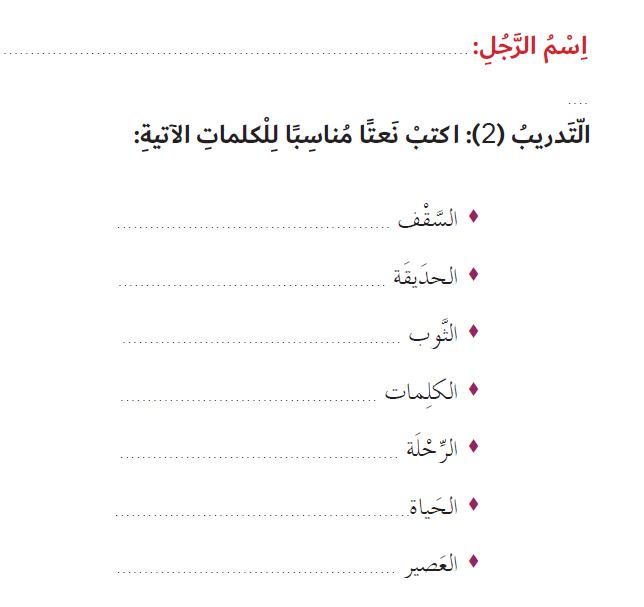 اِسْمُ الرَّجُلِ: ........................................................................
....
التَّدريبُ (2): اكتبْ نَعتًا مُناسِبًا لِلْكلماتِ الآتيةِ:
♦ السَّقْف ................................................
♦ الحدَيقَة ................................................
♦ الثَّوب ................................................
♦ الكلِمات ................................................
♦ الرِّحْلَة ................................................
♦ الحَياة ................................................
♦ العَصير ................................................